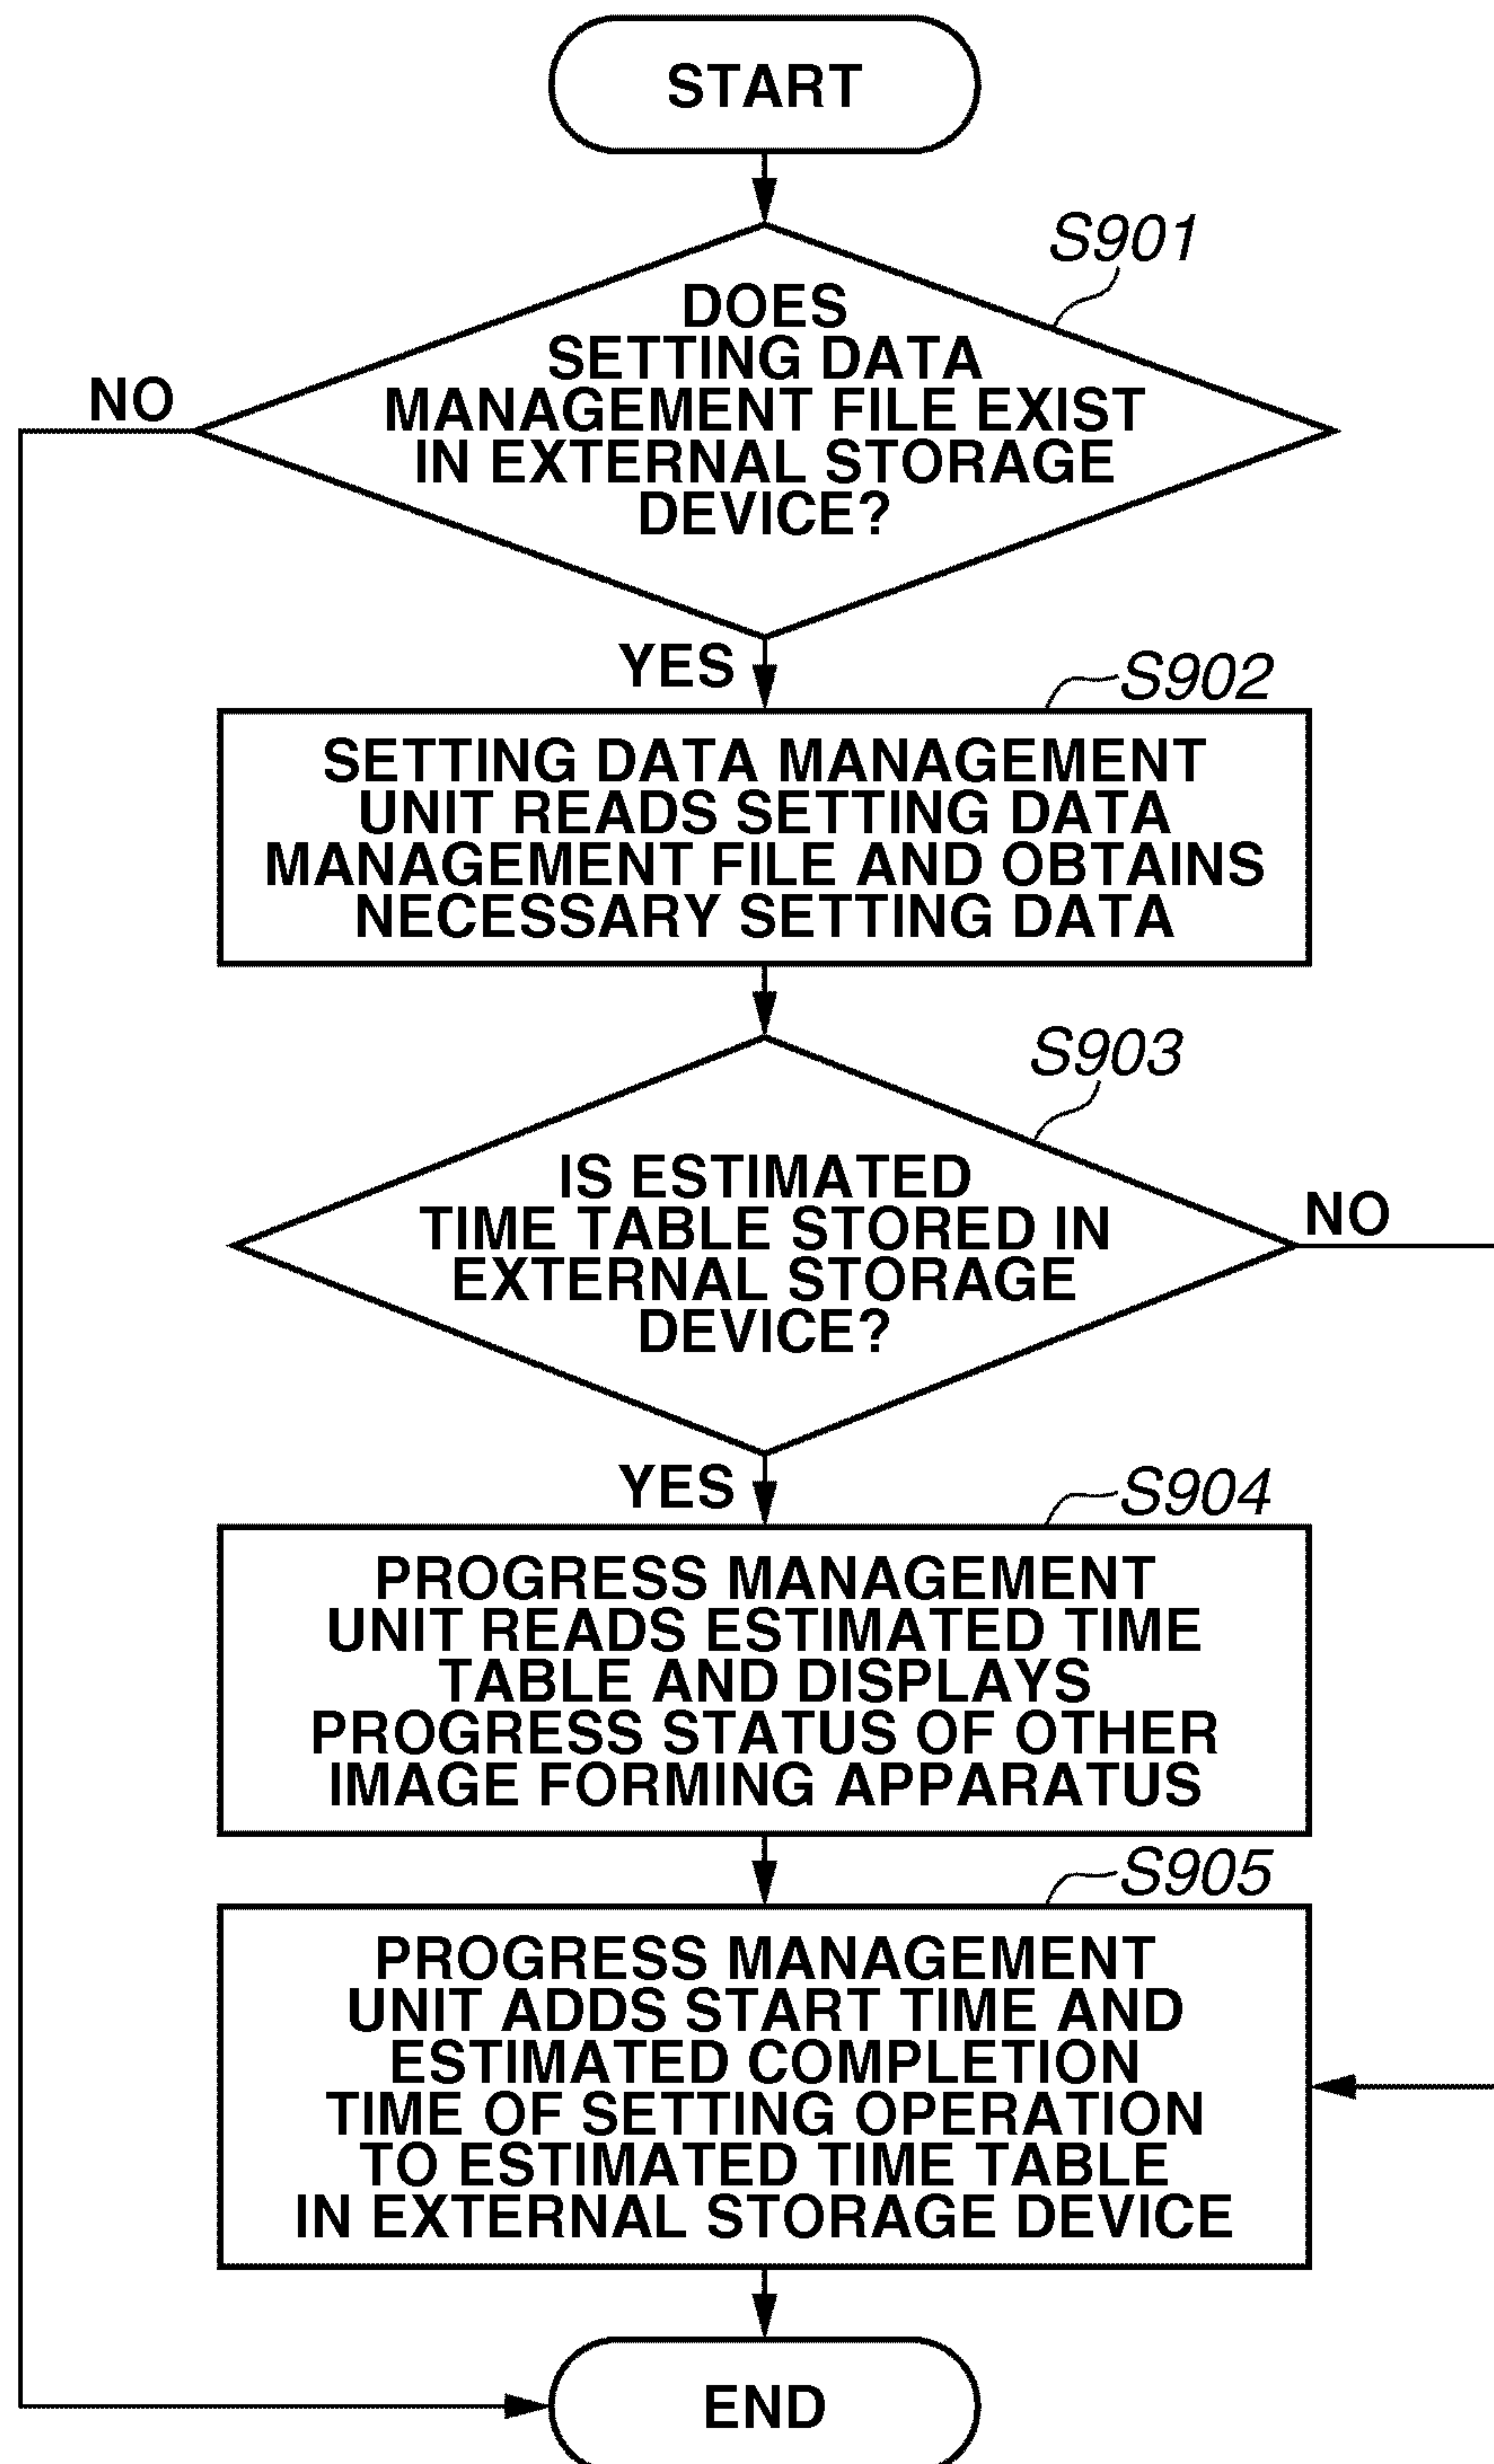 START
S901
DOES
SETTING DATA
MANAGEMENT FILE EXIST
IN EXTERNAL STORAGE
DEVICE?
NO
YES
S902
SETTING DATA MANAGEMENT
UNIT READS SETTING DATA
MANAGEMENT FILE AND OBTAINS
NECESSARY SETTING DATA
S903
IS ESTIMATED
TIME TABLE STORED IN
EXTERNAL STORAGE
DEVICE?
NO
YES
S904
PROGRESS MANAGEMENT
UNIT READS ESTIMATED TIME
TABLE AND DISPLAYS
PROGRESS STATUS OF OTHER
IMAGE FORMING APPARATUS
S905
PROGRESS MANAGEMENT
UNIT ADDS START TIME AND
ESTIMATED COMPLETION
TIME OF SETTING OPERATION
TO ESTIMATED TIME TABLE
IN EXTERNAL STORAGE DEVICE
END